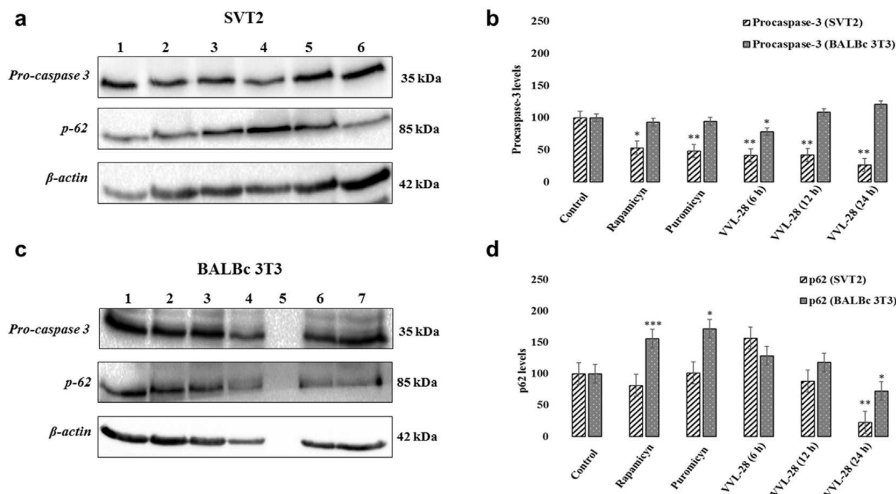 a
SVT2
1 2 3 4 5 6
Pro-caspase 3 35 kDa
p-62 85 kDa
β-actin 42 kDa
b
250
200
150
100
50
0
Procaspase-3 levels
Procaspase-3 (SVT2)
Procaspase-3 (BALBc 3T3)
* ** ** * ** **
Control
Rapamicyn
Puromicyn
VVL-28 (6 h)
VVL-28 (12 h)
VVL-28 (24 h)
c
BALBc 3T3
1 2 3 4 5 6 7
Pro-caspase 3 35 kDa
p-62 85 kDa
β-actin 42 kDa
d
250
200
150
100
50
0
p62 levels
p62 (SVT2)
p62 (BALBc 3T3)
*** * ** *
Control
Rapamicyn
Puromicyn
VVL-28 (6 h)
VVL-28 (12 h)
VVL-28 (24 h)